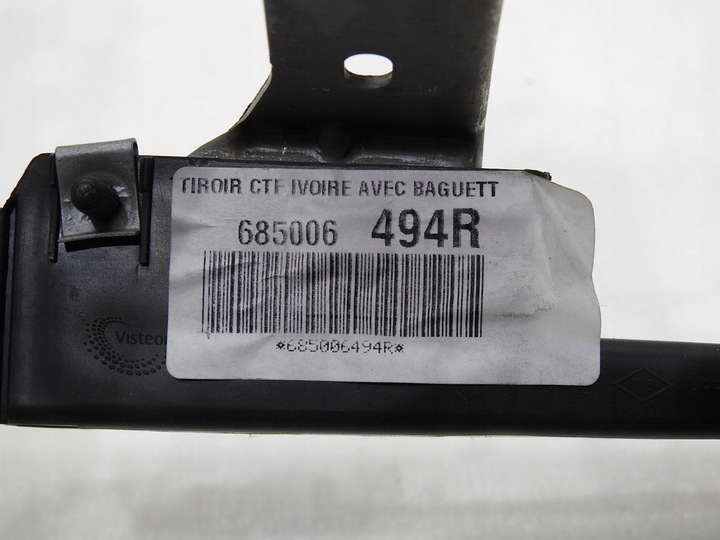 TIROIR CTF IVOIRE AVEC BAGUETT
685006 494R
*685006494R*
Visteon